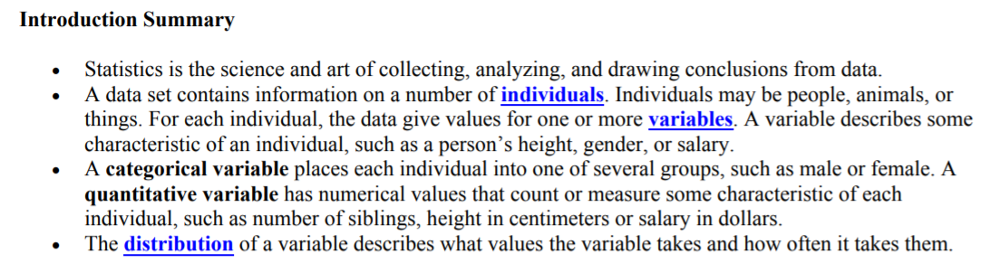 Introduction Summary
• Statistics is the science and art of collecting, analyzing, and drawing conclusions from data.
• A data set contains information on a number of individuals. Individuals may be people, animals, or
things. For each individual, the data give values for one or more variables. A variable describes some
characteristic of an individual, such as a person’s height, gender, or salary.
• A categorical variable places each individual into one of several groups, such as male or female. A
quantitative variable has numerical values that count or measure some characteristic of each
individual, such as number of siblings, height in centimeters or salary in dollars.
• The distribution of a variable describes what values the variable takes and how often it takes them.